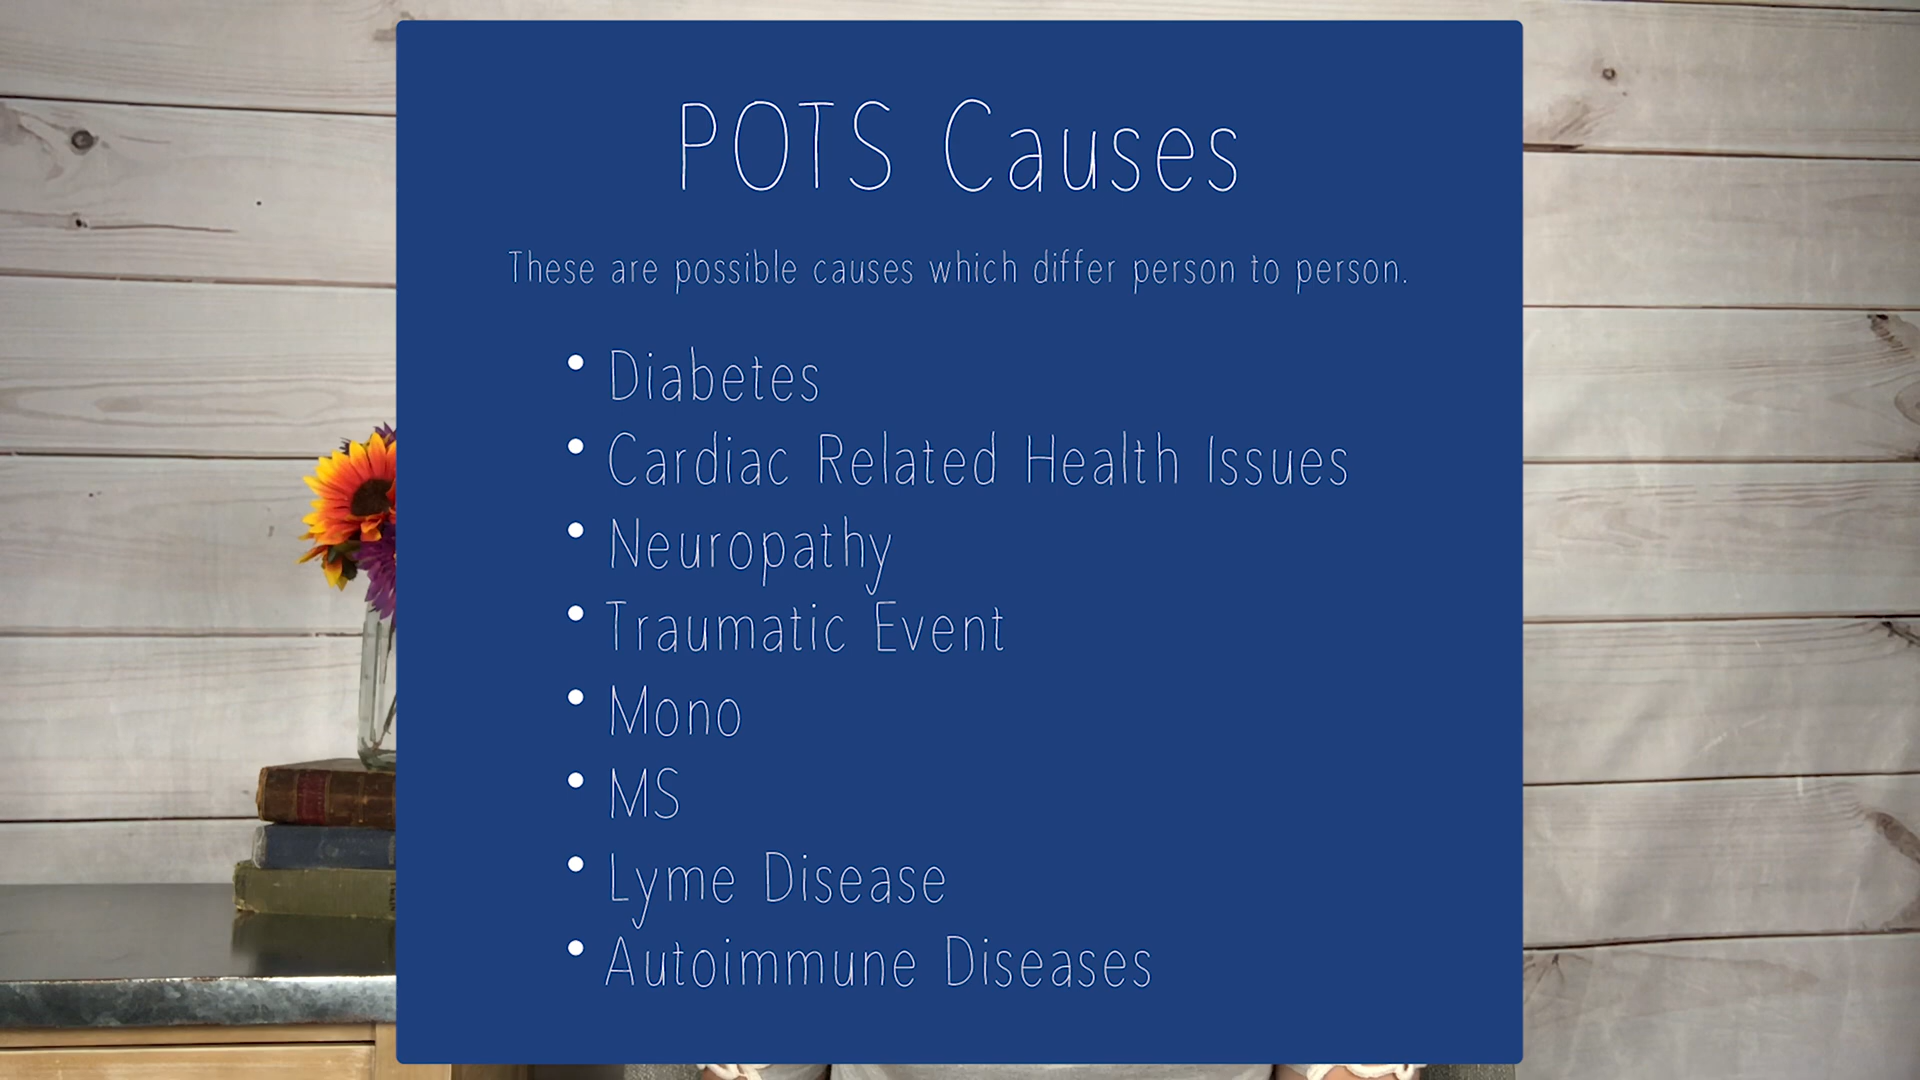 POTS Causes
These are possible causes which differ person to person.
• Diabetes
• Cardiac Related Health Issues
• Neuropathy
• Traumatic Event
• Mono
• MS
• Lyme Disease
• Autoimmune Diseases